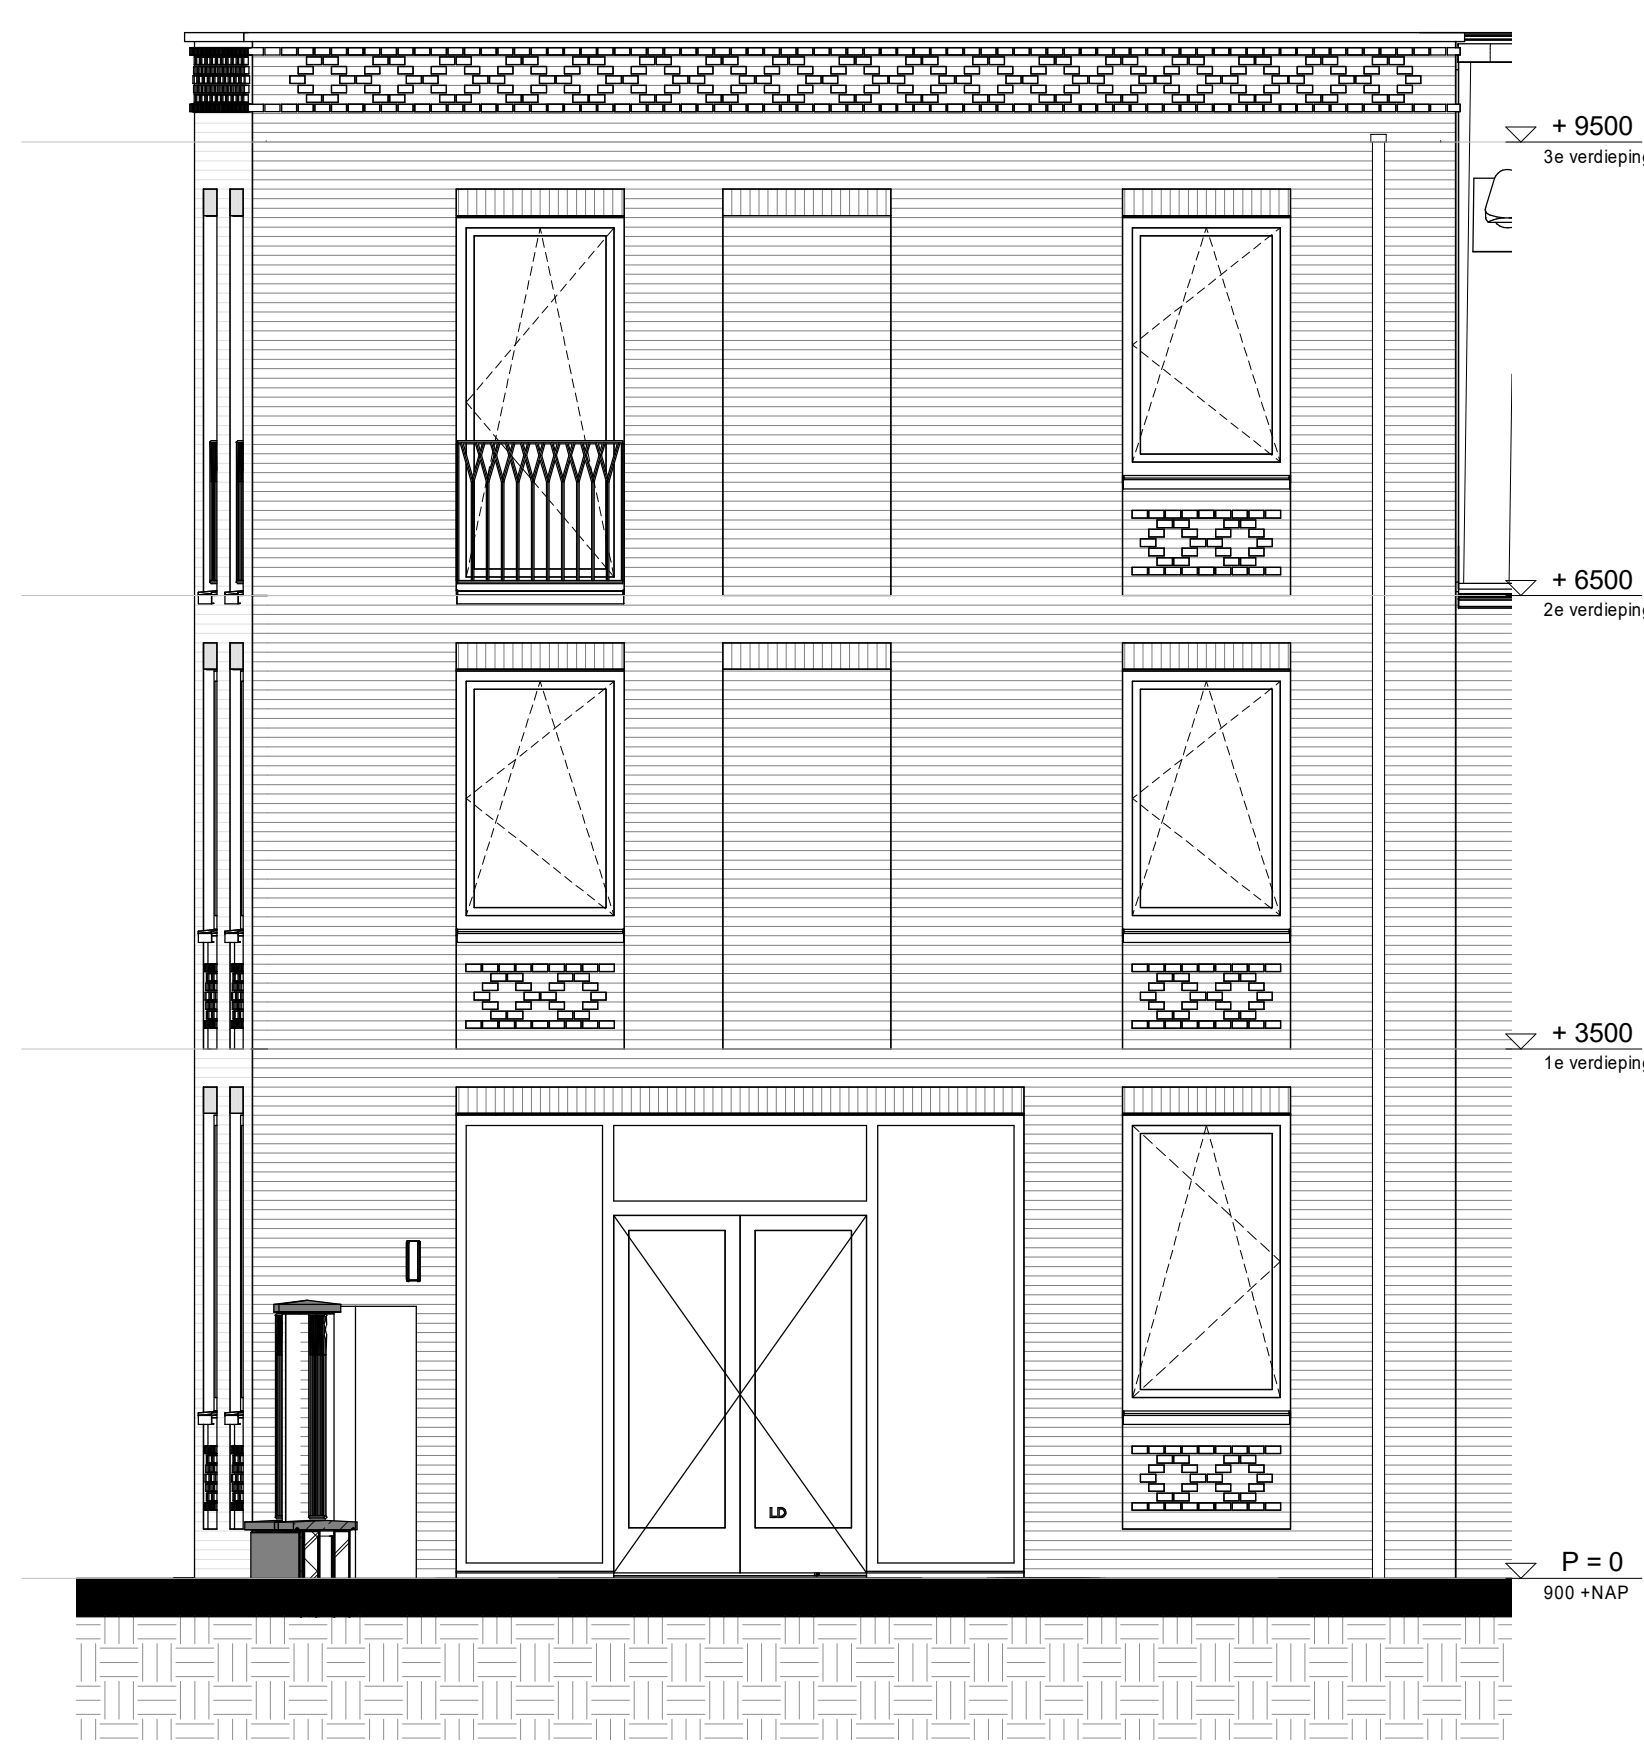 + 9500
3e verdieping
+ 6500
2e verdieping
+ 3500
1e verdieping
LD
P = 0
900 +NAP